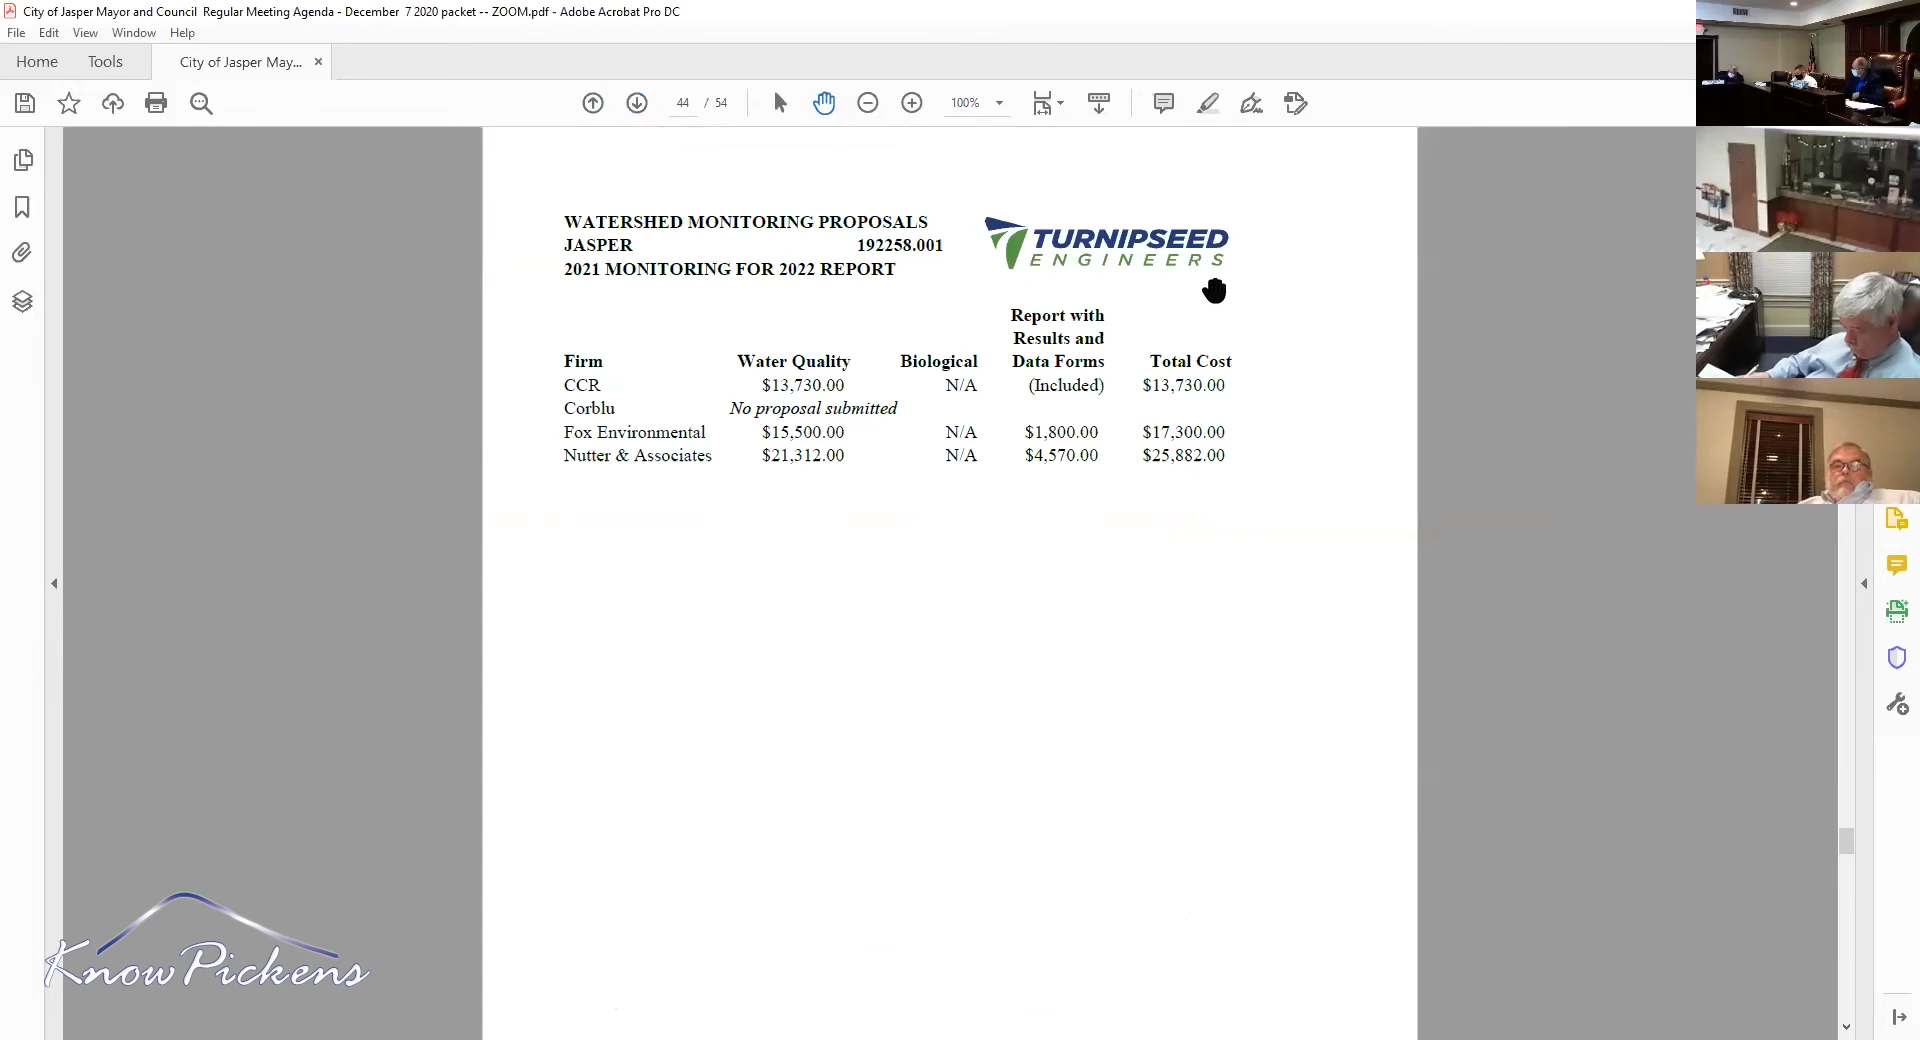 City of Jasper Mayor and Council Regular Meeting Agenda - December 7 2020 packet -- ZOOM.pdf - Adobe Acrobat Pro DC
File Edit View Window Help
Home Tools City of Jasper May... ×
44 / 54 100%
WATERSHED MONITORING PROPOSALS
JASPER 192258.001
2021 MONITORING FOR 2022 REPORT
TURNIPSEED
ENGINEERS
Report with
Results and
Firm Water Quality Biological Data Forms Total Cost
CCR $13,730.00 N/A (Included) $13,730.00
Corblu No proposal submitted
Fox Environmental $15,500.00 N/A $1,800.00 $17,300.00
Nutter & Associates $21,312.00 N/A $4,570.00 $25,882.00
KnowPickens